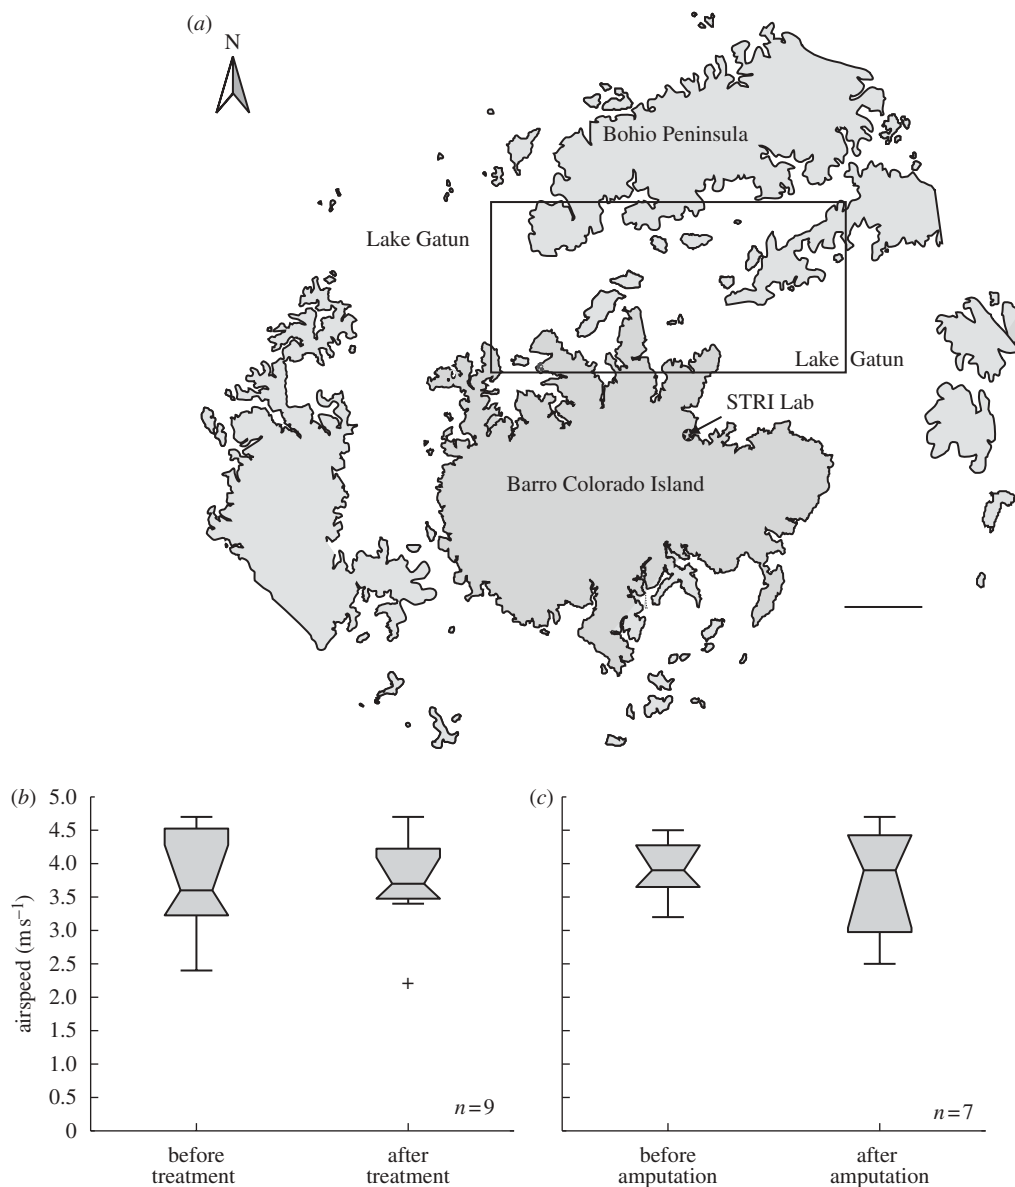 (a)
N
Bohio Peninsula
Lake Gatun
Lake Gatun
STRI Lab
Barro Colorado Island
(b)
5.0
4.5
4.0
3.5
3.0
2.5
2.0
1.5
1.0
0.5
0
airspeed (m s⁻¹)
+
n=9
before
treatment
after
treatment
(c)
n=7
before
amputation
after
amputation